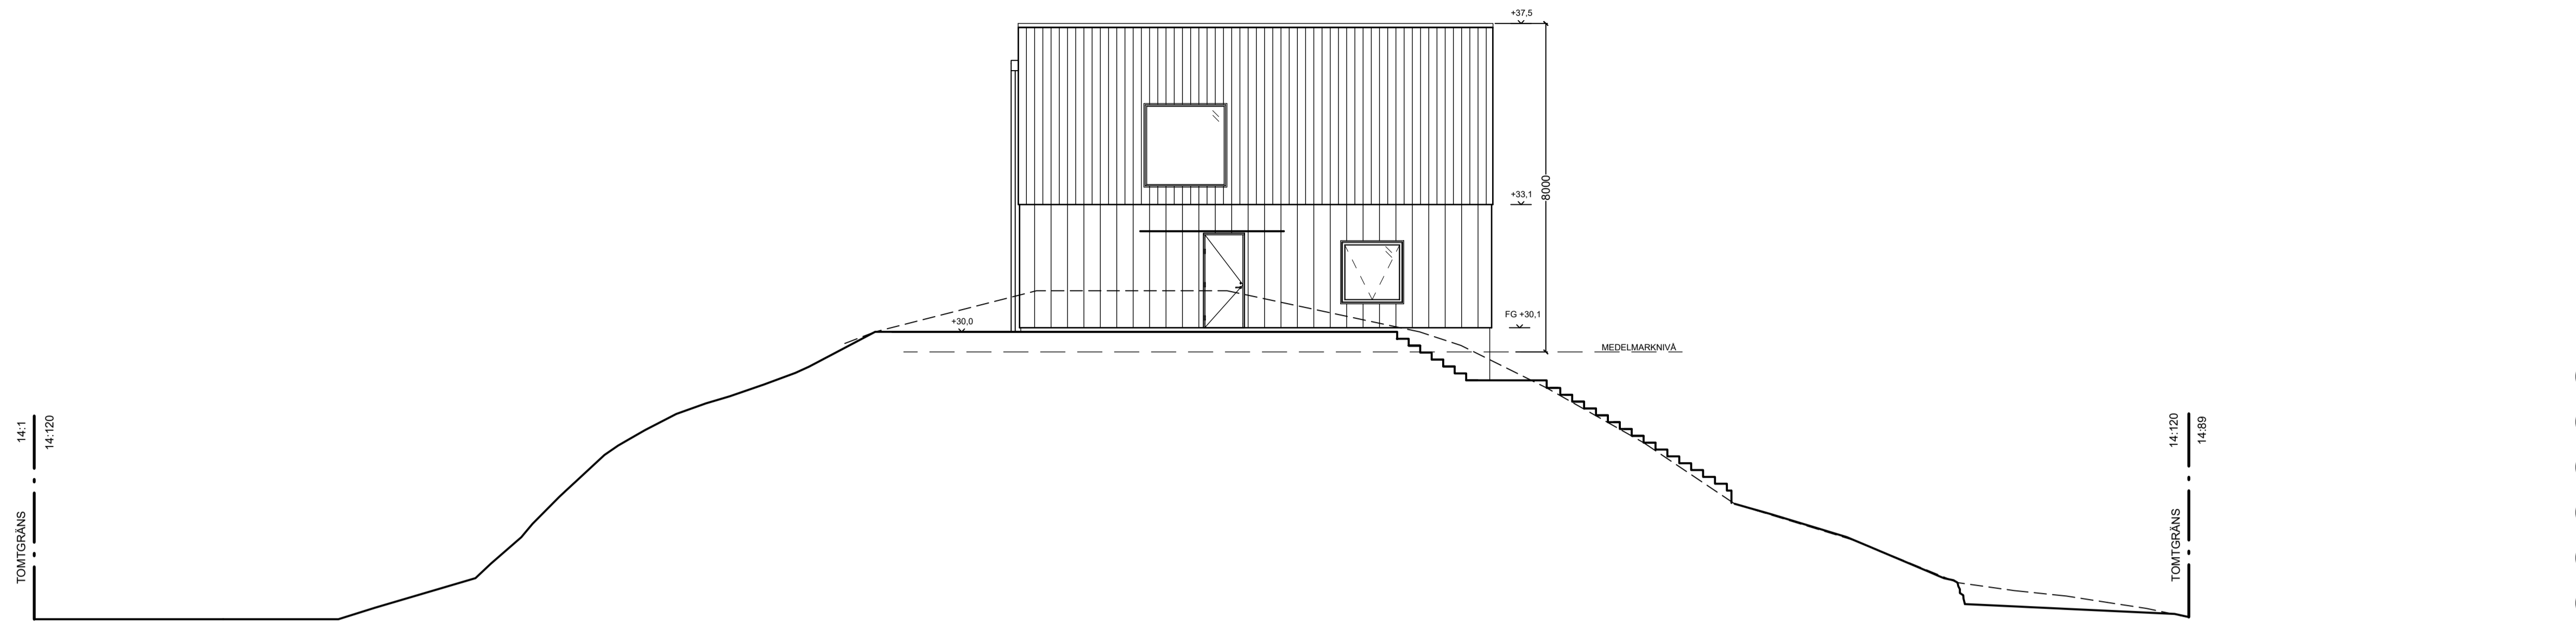 +37,5
+33,1
8000
+30,0
FG +30,1
MEDELMARKNIVÅ
14:1
14:120
TOMTGRÄNS
14:120
14:89
TOMTGRÄNS